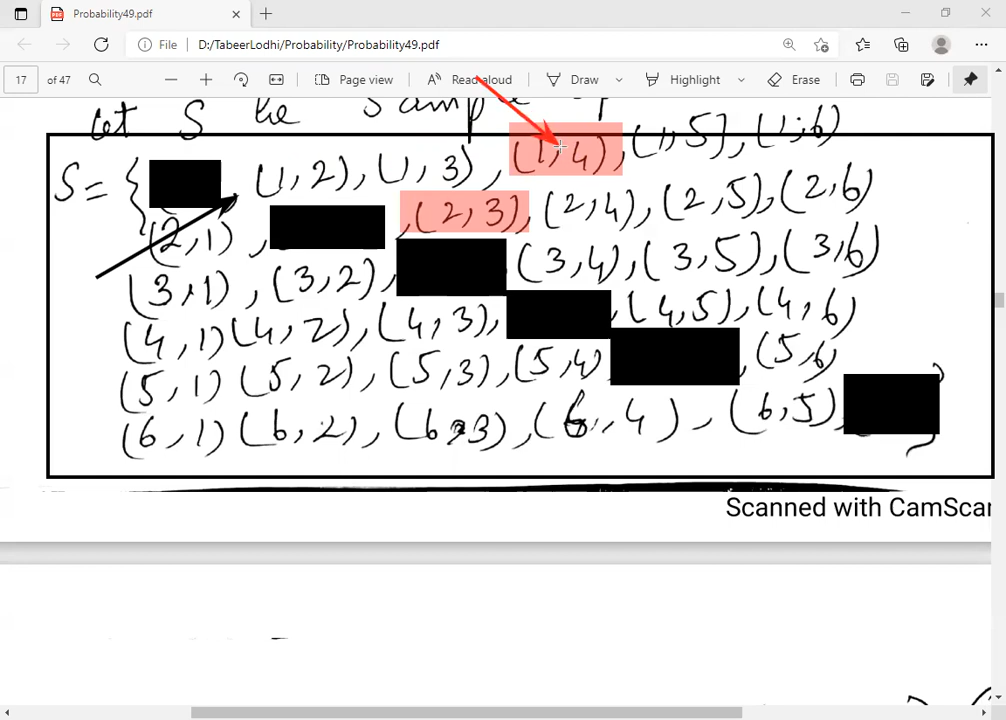 Probability49.pdf
File D:/TabeerLodhi/Probability/Probability49.pdf
17 of 47 Page view Read aloud Draw Highlight Erase
Let S be Sample
S = { (1, 2), (1, 3), (1, 4), (1, 5], (1, 6)
(2, 1), ,(2, 3), (2, 4), (2, 5), (2, 6)
(3, 1), (3, 2), (3, 4), (3, 5), (3, 6)
(4, 1) (4, 2), (4, 3), , (4, 5), (4, 6)
(5, 1) (5, 2), (5, 3), (5, 4) , (5, 6)
(6, 1) (6, 2), (6, 3), (6, 4), (6, 5), }
Scanned with CamScan